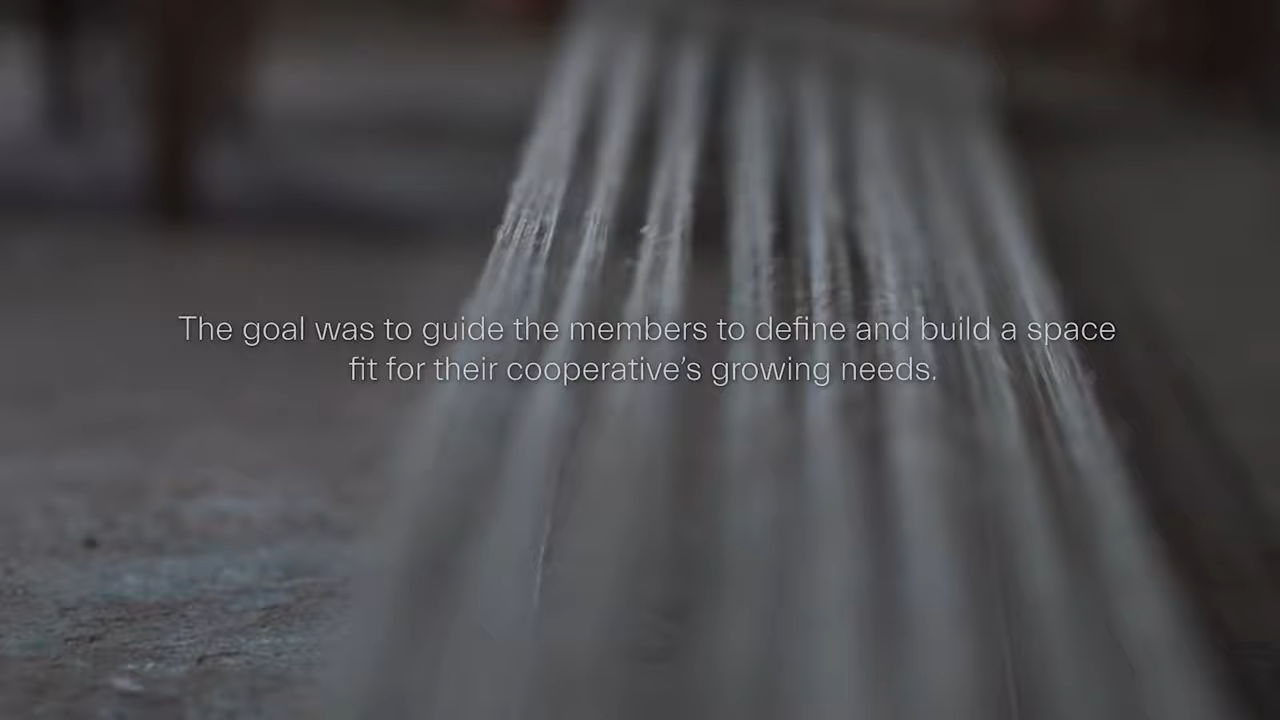 The goal was to guide the members to define and build a space
fit for their cooperative’s growing needs.